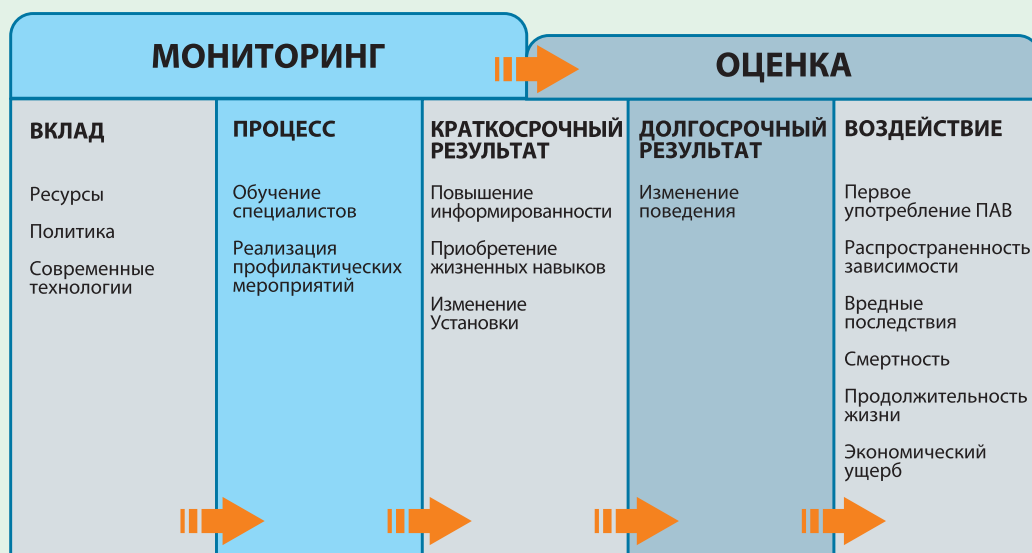 МОНИТОРИНГ
ОЦЕНКА
ВКЛАД
Ресурсы
Политика
Современные
технологии
ПРОЦЕСС
Обучение
специалистов
Реализация
профилактических
мероприятий
КРАТКОСРОЧНЫЙ
РЕЗУЛЬТАТ
Повышение
информированности
Приобретение
жизненных навыков
Изменение
Установки
ДОЛГОСРОЧНЫЙ
РЕЗУЛЬТАТ
Изменение
поведения
ВОЗДЕЙСТВИЕ
Первое
употребление ПАВ
Распространенность
зависимости
Вредные
последствия
Смертность
Продолжительность
жизни
Экономический
ущерб